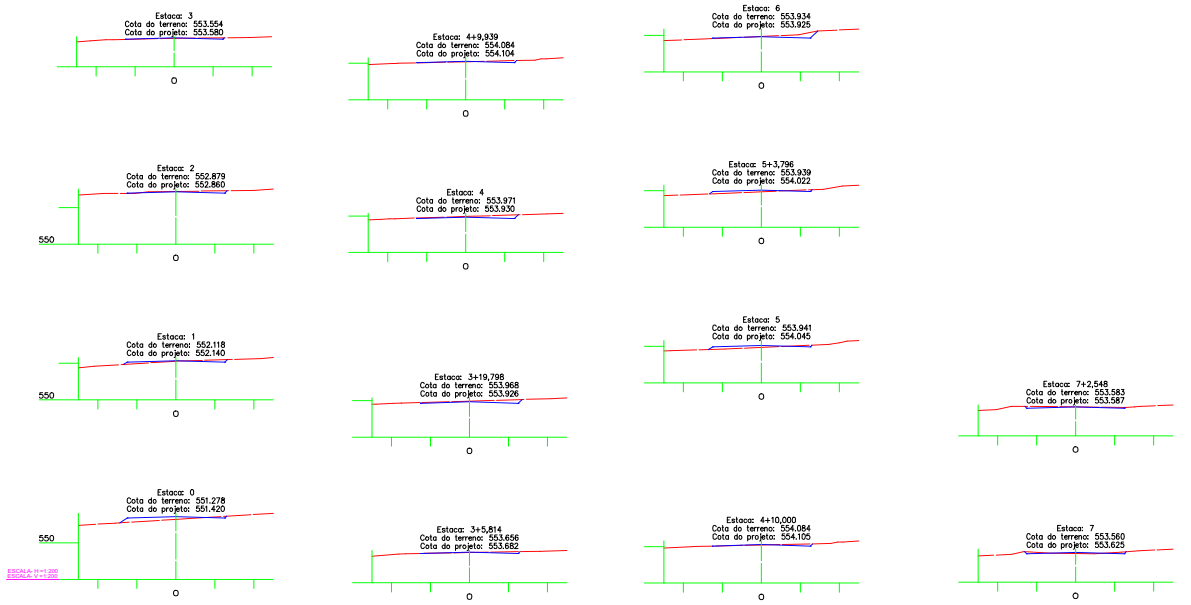 Estaca: 3
Cota do terreno: 553.554
Cota do projeto: 553.580
O
Estaca: 2
Cota do terreno: 552.879
Cota do projeto: 552.860
550
O
Estaca: 1
Cota do terreno: 552.118
Cota do projeto: 552.140
550
O
Estaca: 0
Cota do terreno: 551.278
Cota do projeto: 551.420
550
ESCALA- H =1:200
ESCALA- V =1:200
O
4+9,939
Cota do terreno: 554.084
Cota do projeto: 554.104
O
Estaca: 4
Cota do terreno: 553.971
Cota do projeto: 553.930
O
Estaca: 3+19,798
Cota do terreno: 553.968
Cota do projeto: 553.926
O
Estaca: 3+5,814
Cota do terreno: 553.656
Cota do projeto: 553.682
O
Estaca: 6
Cota do terreno: 553.934
Cota do projeto: 553.925
O
Estaca: 5+3,796
Cota do terreno: 553.939
Cota do projeto: 554.022
O
Estaca: 5
Cota do terreno: 553.941
Cota do projeto: 554.045
O
Estaca: 4+10,000
Cota do terreno: 554.084
Cota do projeto: 554.105
O
Estaca: 7+2,548
Cota do terreno: 553.583
Cota do projeto: 553.587
O
Estaca: 7
Cota do terreno: 553.560
Cota do projeto: 553.625
O